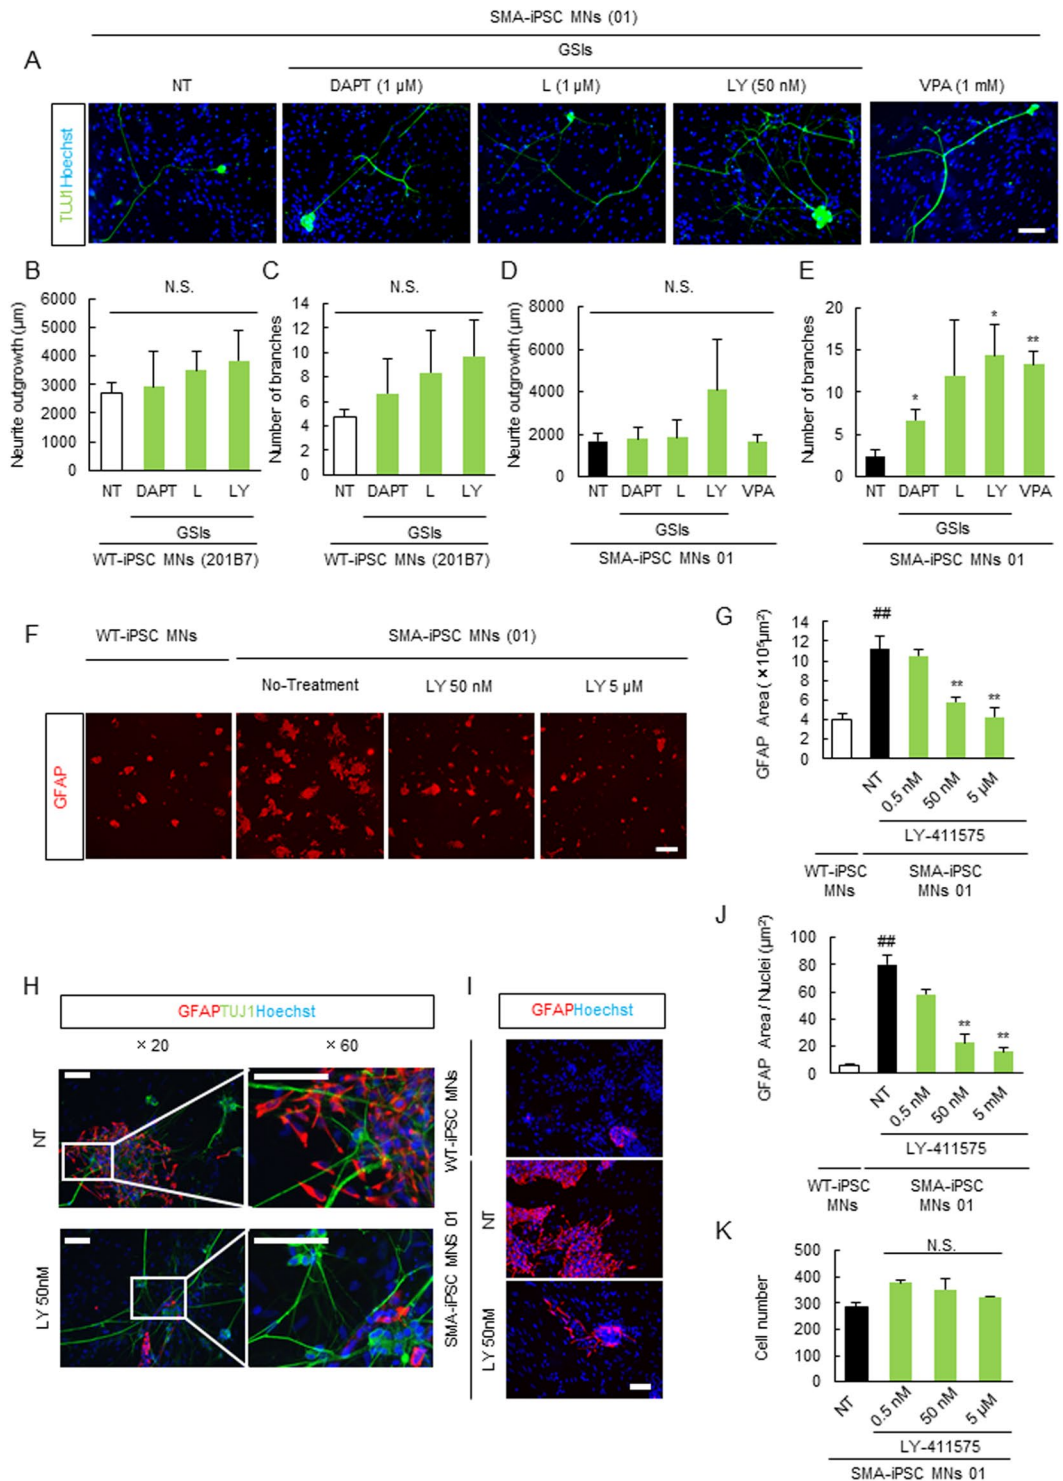 SMA-iPSC MNs (01)
GSIs
A
NT DAPT (1 µM) L (1 µM) LY (50 nM) VPA (1 mM)
TUJ1Hoechst
B
Neurite outgrowth (µm)
6000
5000
4000
3000
2000
1000
0
N.S.
NT DAPT L LY
GSIs
WT-iPSC MNs (201B7)
C
Number of branches
14
12
10
8
6
4
2
0
N.S.
NT DAPT L LY
GSIs
WT-iPSC MNs (201B7)
D
Neurite outgrowth (µm)
8000
6000
4000
2000
0
N.S.
NT DAPT L LY VPA
GSIs
SMA-iPSC MNs 01
E
Number of branches
20
15
10
5
0
* * **
NT DAPT L LY VPA
GSIs
SMA-iPSC MNs 01
F
WT-iPSC MNs SMA-iPSC MNs (01)
No-Treatment LY 50 nM LY 5 µM
GFAP
G
GFAP Area (×10⁵µm²)
14
12
10
8
6
4
2
0
## ** **
NT 0.5 nM 50 nM 5 µM
LY-411575
WT-iPSC SMA-iPSC
MNs MNs 01
H
GFAPTUJ1Hoechst
× 20 × 60
NT
LY 50nM
I
GFAPHoechst
WT-iPSC MNs
SMA-iPSC MNS 01
NT
LY 50nM
J
GFAP Area / Nuclei (µm²)
100
80
60
40
20
0
## ** **
NT 0.5 nM 50 nM 5 mM
LY-411575
WT-iPSC SMA-iPSC
MNs MNs 01
K
Cell number
500
400
300
200
100
0
N.S.
NT 0.5 nM 50 nM 5 µM
LY-411575
SMA-iPSC MNs 01